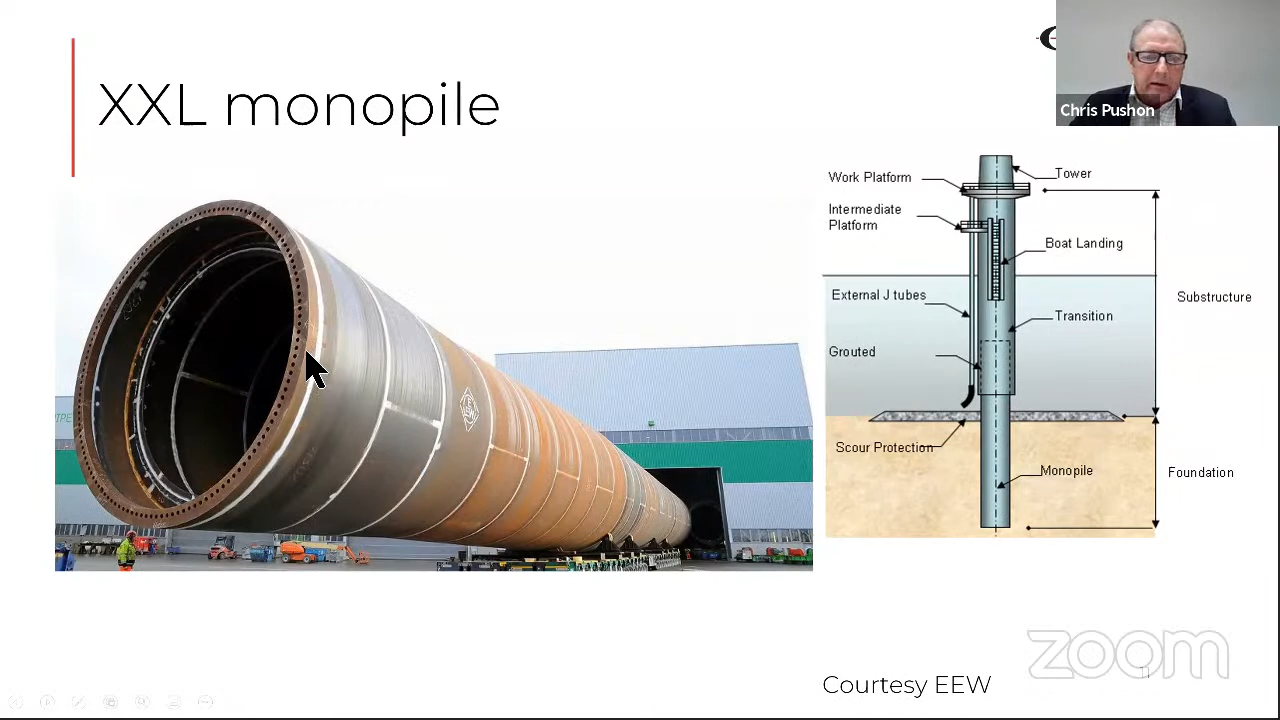 XXL monopile
Chris Pushon
Work Platform
Tower
Intermediate
Platform
Boat Landing
External J tubes
Substructure
Transition
Grouted
Scour Protection
Monopile
Foundation
zoom
11
Courtesy EEW